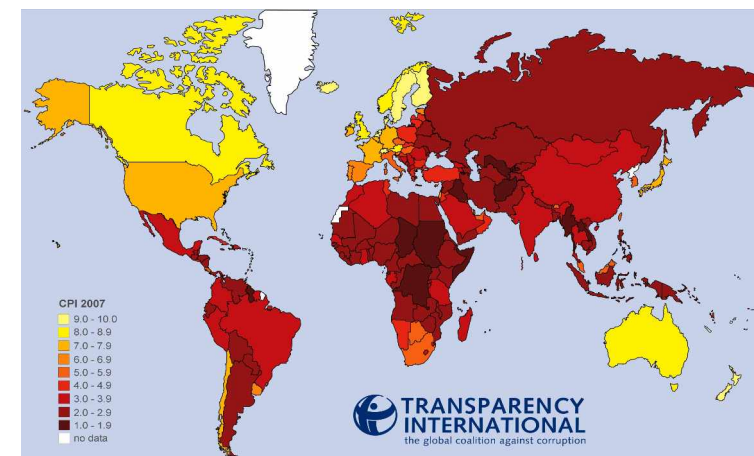 CPI 2007
9.0 - 10.0
8.0 - 8.9
7.0 - 7.9
6.0 - 6.9
5.0 - 5.9
4.0 - 4.9
3.0 - 3.9
2.0 - 2.9
1.0 - 1.9
no data
TRANSPARENCY
INTERNATIONAL
the global coalition against corruption